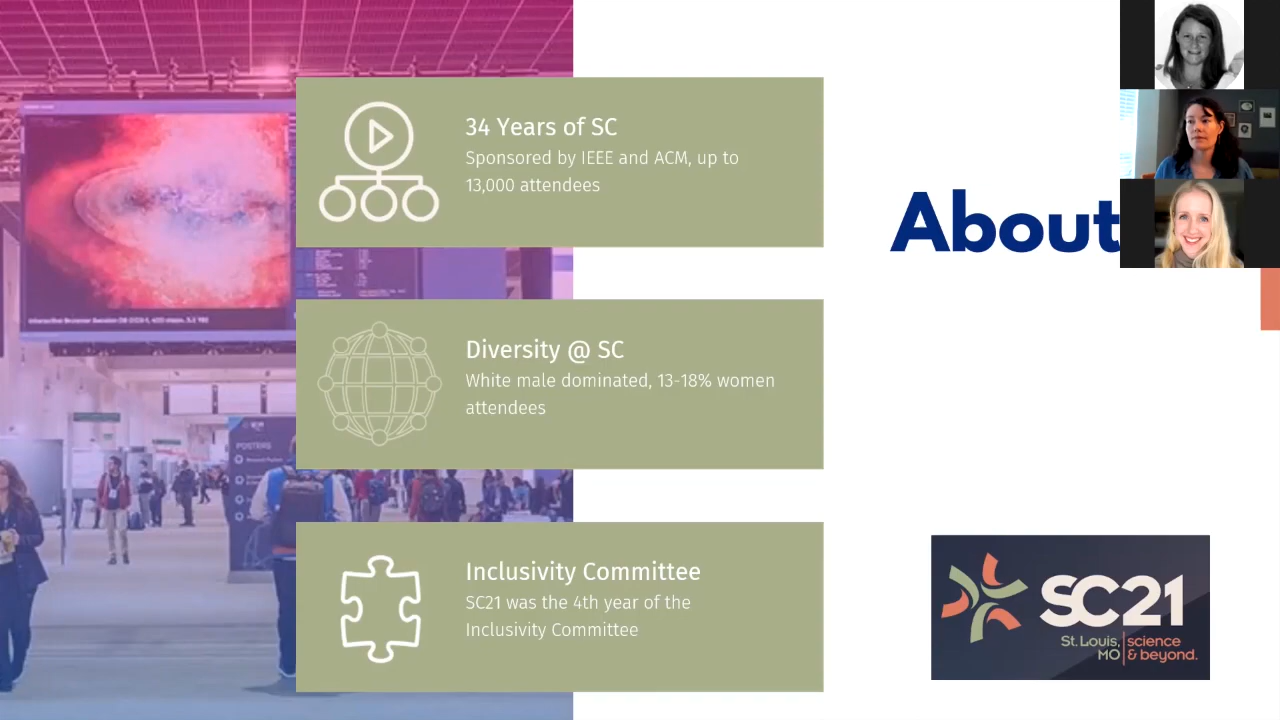 34 Years of SC
Sponsored by IEEE and ACM, up to
13,000 attendees
About
Diversity @ SC
White male dominated, 13-18% women
attendees
POSTERS
Inclusivity Committee
SC21 was the 4th year of the
Inclusivity Committee
SC21
St. Louis, science
MO & beyond.